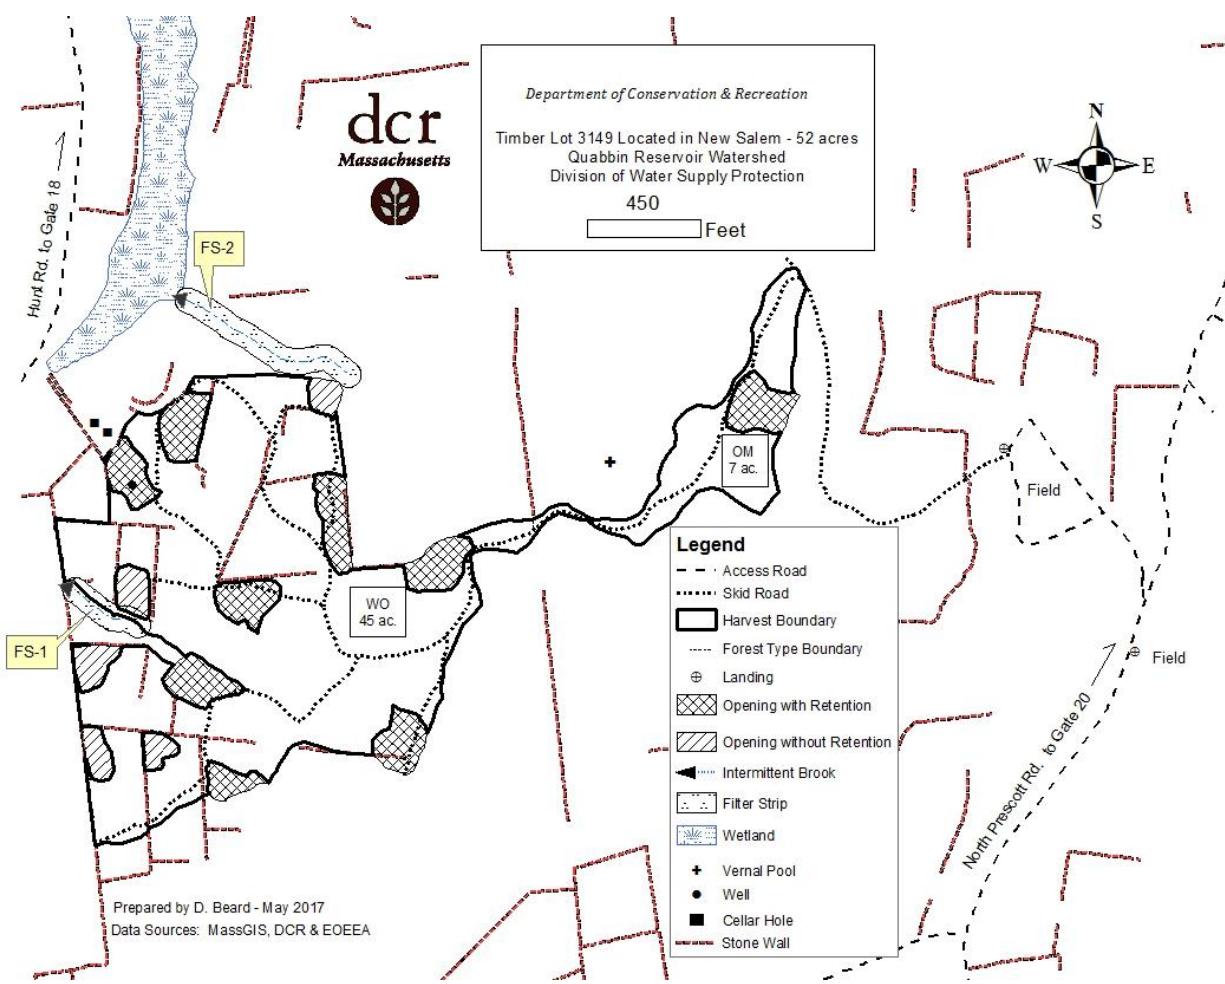 dcr
Massachusetts
Department of Conservation & Recreation
Timber Lot 3149 Located in New Salem - 52 acres
Quabbin Reservoir Watershed
Division of Water Supply Protection
450
Feet
N
W
E
S
Hunt Rd. to Gate 18
FS-2
OM
7 ac.
Field
WO
45 ac.
FS-1
Field
North Prescott Rd. to Gate 20
Legend
Access Road
Skid Road
Harvest Boundary
Forest Type Boundary
Landing
Opening with Retention
Opening without Retention
Intermittent Brook
Filter Strip
Wetland
Vernal Pool
Well
Cellar Hole
Stone Wall
Prepared by D. Beard - May 2017
Data Sources: MassGIS, DCR & EOEEA